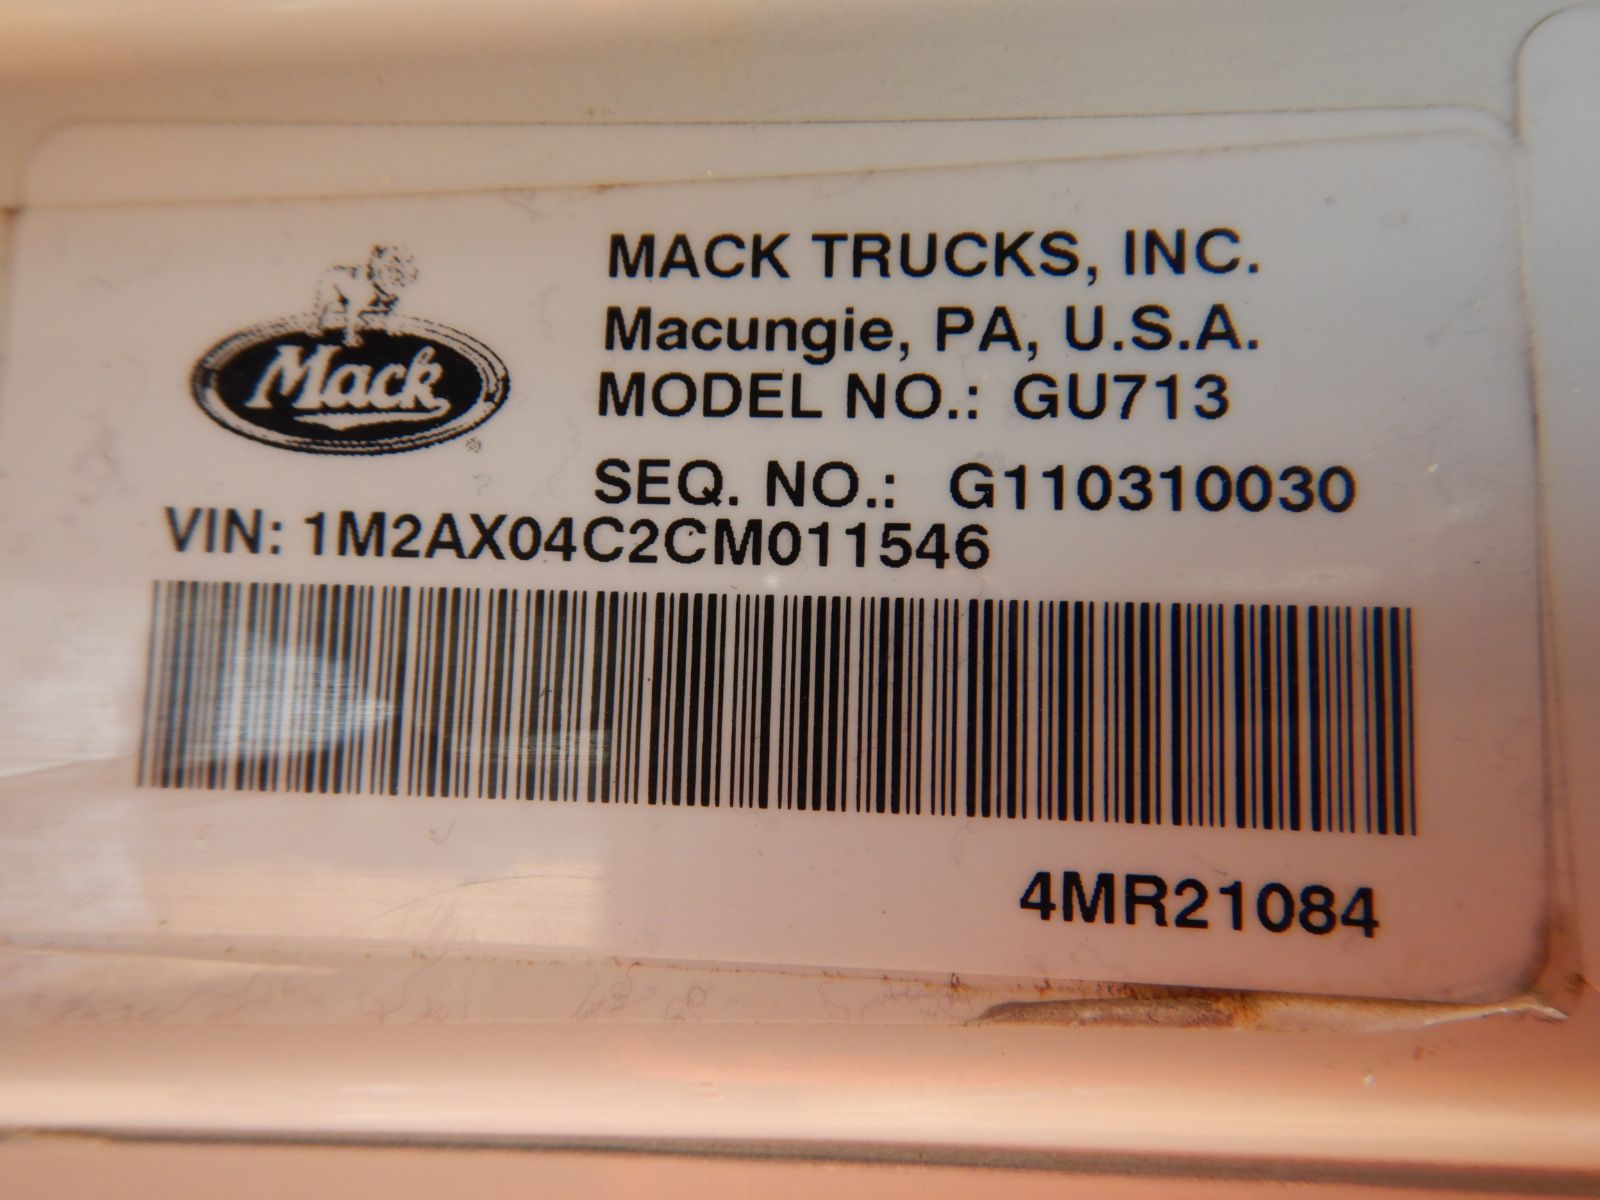 MACK TRUCKS, INC.
Mack
Macungie, PA, U.S.A.
MODEL NO.: GU713
SEQ. NO.: G110310030
VIN: 1M2AX04C2CM011546
4MR21084